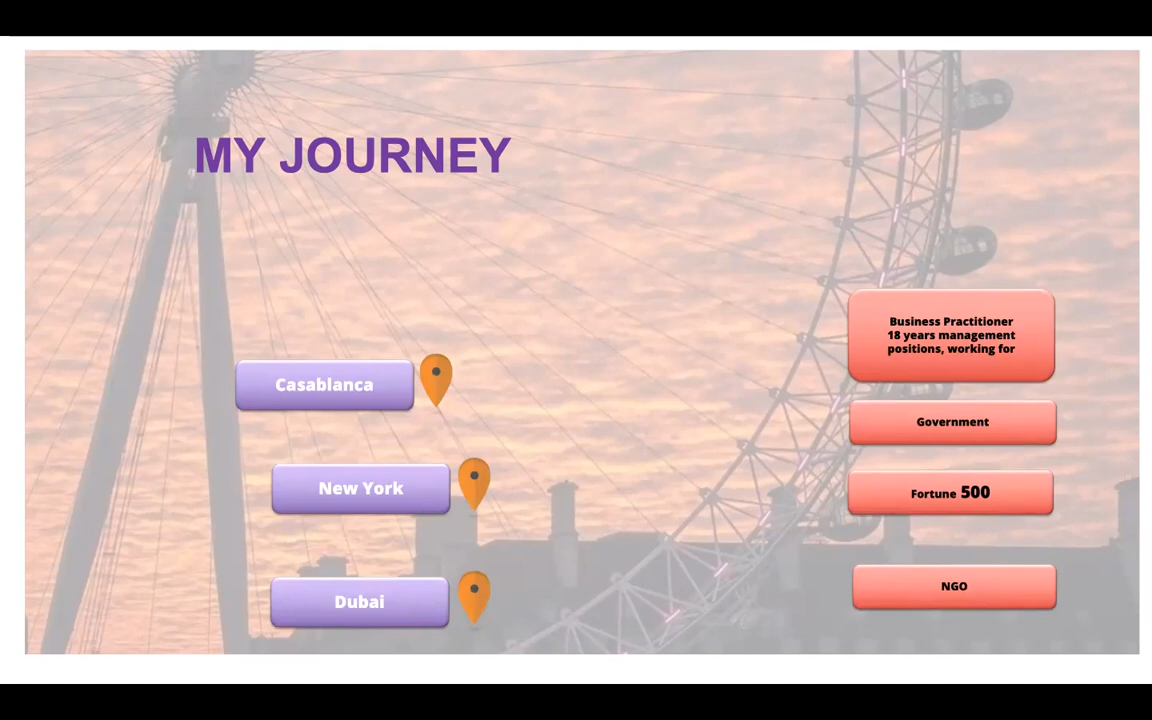 MY JOURNEY
Casablanca
New York
Dubai
Business Practitioner
18 years management
positions, working for
Government
Fortune 500
NGO